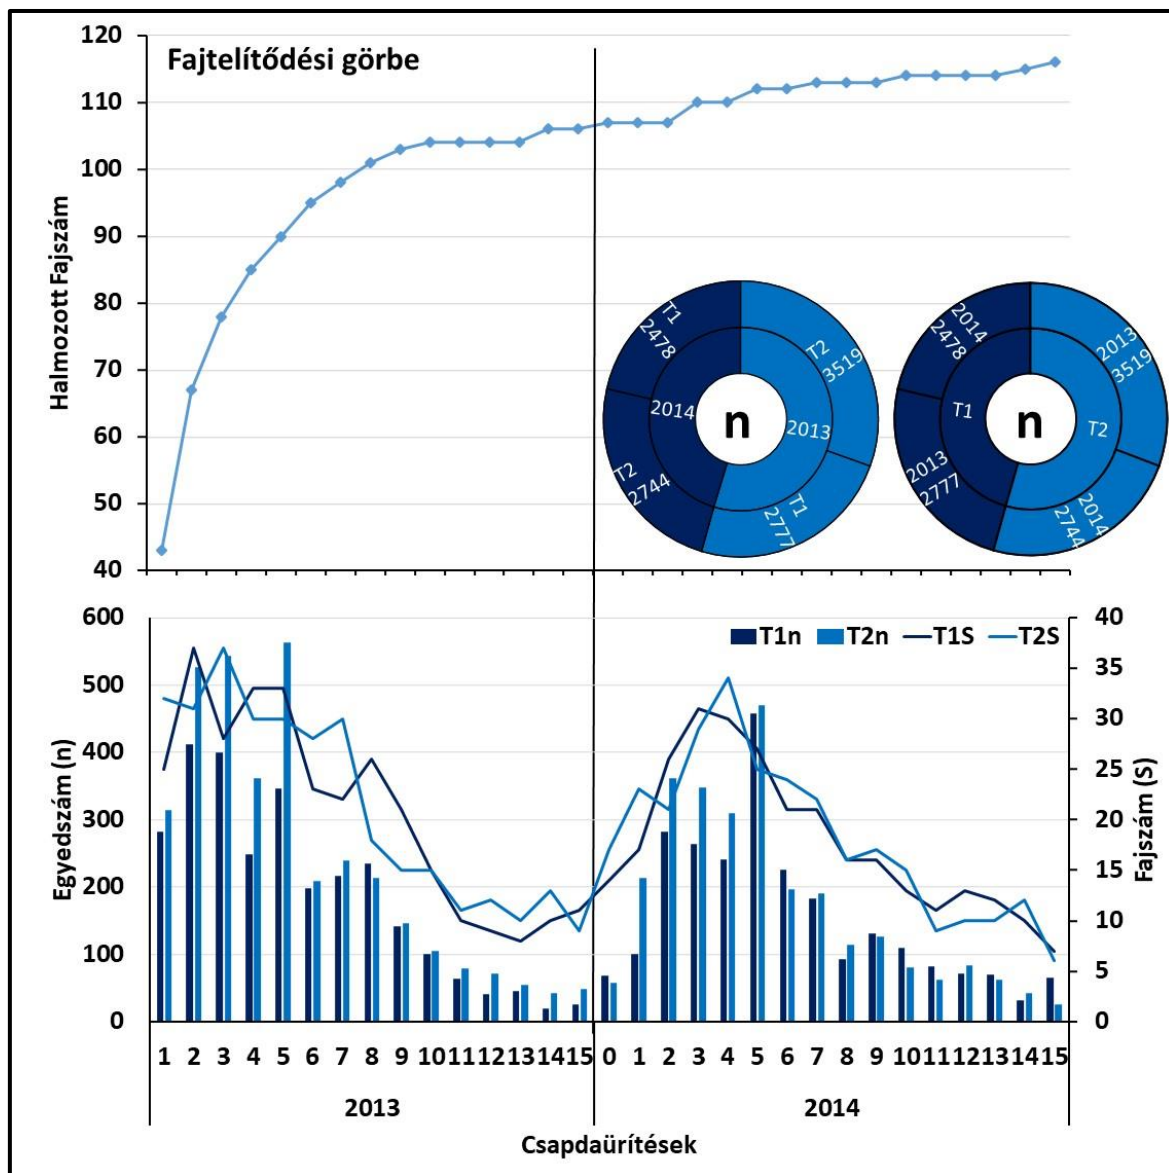 Fajtelítődési görbe
Halmozott Fajszám
120
110
100
90
80
70
60
50
40
T1
2478
T2
3519
2014
n
2013
T2
2744
T1
2777
2014
2478
2013
3519
T1
n
T2
2013
2777
2014
2744
T1n T2n T1S T2S
Egyedszám (n)
600
500
400
300
200
100
0
40
35
30
25
20
15
10
5
0
Fajszám (S)
1 2 3 4 5 6 7 8 9 10 11 12 13 14 15 0 1 2 3 4 5 6 7 8 9 10 11 12 13 14 15
2013 2014
Csapdaürítések